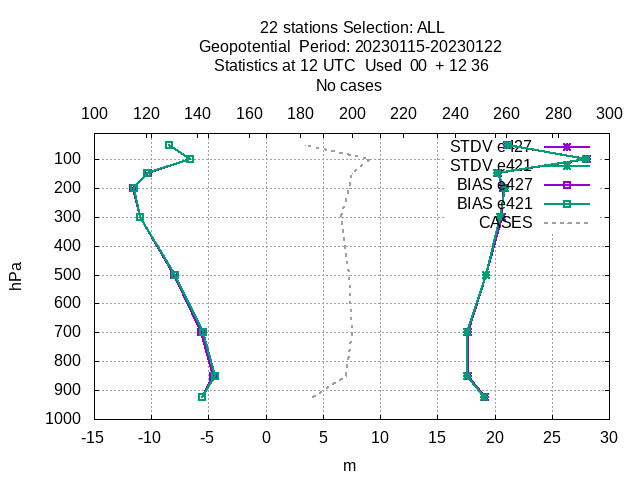 22 stations Selection: ALL
Geopotential  Period: 20230115-20230122
Statistics at 12 UTC  Used  00  + 12 36
No cases
100 120 140 160 180 200 220 240 260 280 300
STDV e427
STDV e421
BIAS e427
BIAS e421
CASES
hPa
100
200
300
400
500
600
700
800
900
1000
-15 -10 -5 0 5 10 15 20 25 30
m